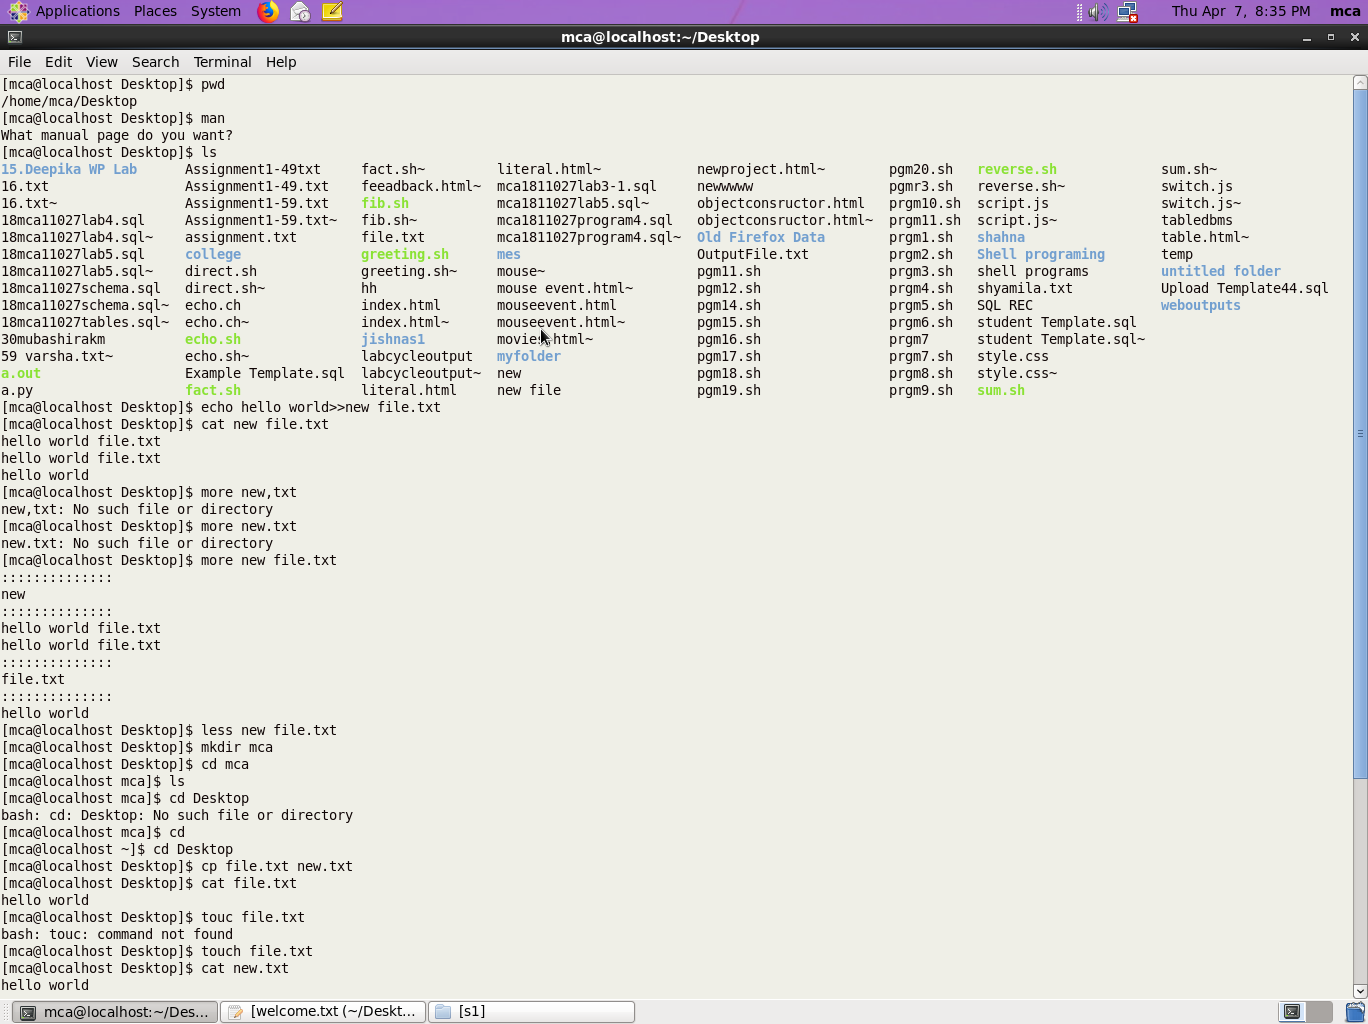 Applications Places System Thu Apr 7, 8:35 PM mca
mca@localhost:~/Desktop
File Edit View Search Terminal Help
[mca@localhost Desktop]$ pwd
/home/mca/Desktop
[mca@localhost Desktop]$ man
What manual page do you want?
[mca@localhost Desktop]$ ls
15.Deepika WP Lab Assignment1-49txt fact.sh~ literal.html~ newproject.html~ pgm20.sh reverse.sh sum.sh~
16.txt Assignment1-49.txt feeadback.html~ mca1811027lab3-1.sql newwwww pgmr3.sh reverse.sh~ switch.js
16.txt~ Assignment1-59.txt fib.sh mca1811027lab5.sql~ objectconsructor.html prgm10.sh script.js switch.js~
18mca11027lab4.sql Assignment1-59.txt~ fib.sh~ mca1811027program4.sql objectconsructor.html~ prgm11.sh script.js~ tabledbms
18mca11027lab4.sql~ assignment.txt file.txt mca1811027program4.sql~ Old Firefox Data prgm1.sh shahna table.html~
18mca11027lab5.sql college greeting.sh mes OutputFile.txt prgm2.sh Shell programing temp
18mca11027lab5.sql~ direct.sh greeting.sh~ mouse~ pgm11.sh prgm3.sh shell programs untitled folder
18mca11027schema.sql direct.sh~ hh mouse event.html~ pgm12.sh prgm4.sh shyamila.txt Upload Template44.sql
18mca11027schema.sql~ echo.ch index.html mouseevent.html pgm14.sh prgm5.sh SQL REC weboutputs
18mca11027tables.sql~ echo.ch~ index.html~ mouseevent.html~ pgm15.sh prgm6.sh student Template.sql
30mubashirakm echo.sh jishnas1 movies.html~ pgm16.sh prgm7 student Template.sql~
59 varsha.txt~ echo.sh~ labcycleoutput myfolder pgm17.sh prgm7.sh style.css
a.out Example Template.sql labcycleoutput~ new pgm18.sh prgm8.sh style.css~
a.py fact.sh literal.html new file pgm19.sh prgm9.sh sum.sh
[mca@localhost Desktop]$ echo hello world>>new file.txt
[mca@localhost Desktop]$ cat new file.txt
hello world file.txt
hello world file.txt
hello world
[mca@localhost Desktop]$ more new,txt
new,txt: No such file or directory
[mca@localhost Desktop]$ more new.txt
new.txt: No such file or directory
[mca@localhost Desktop]$ more new file.txt
::::::::::::::
new
::::::::::::::
hello world file.txt
hello world file.txt
::::::::::::::
file.txt
::::::::::::::
hello world
[mca@localhost Desktop]$ less new file.txt
[mca@localhost Desktop]$ mkdir mca
[mca@localhost Desktop]$ cd mca
[mca@localhost mca]$ ls
[mca@localhost mca]$ cd Desktop
bash: cd: Desktop: No such file or directory
[mca@localhost mca]$ cd
[mca@localhost ~]$ cd Desktop
[mca@localhost Desktop]$ cp file.txt new.txt
[mca@localhost Desktop]$ cat file.txt
hello world
[mca@localhost Desktop]$ touc file.txt
bash: touc: command not found
[mca@localhost Desktop]$ touch file.txt
[mca@localhost Desktop]$ cat new.txt
hello world
mca@localhost:~/Des... [welcome.txt (~/Deskt... [s1]